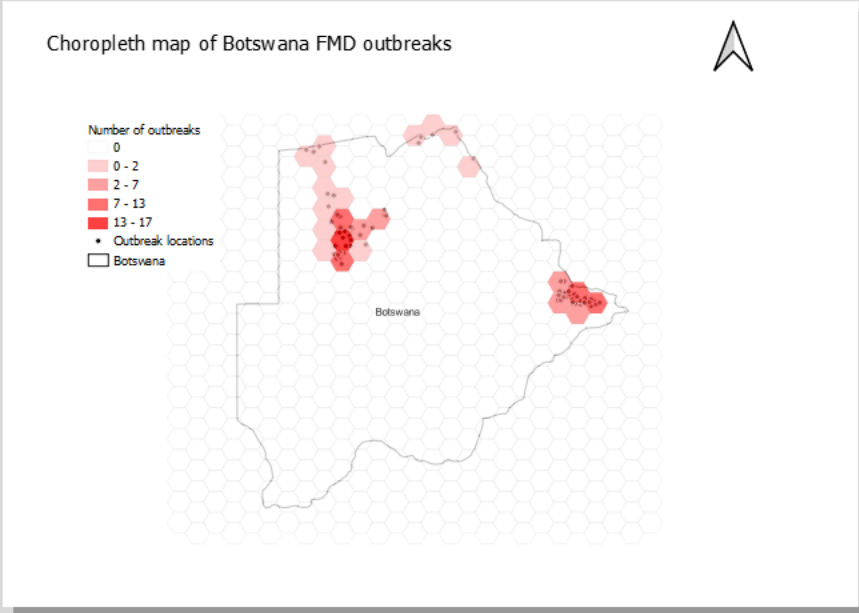 Choropleth map of Botswana FMD outbreaks
Number of outbreaks
0
0 - 2
2 - 7
7 - 13
13 - 17
Outbreak locations
Botswana
Botswana